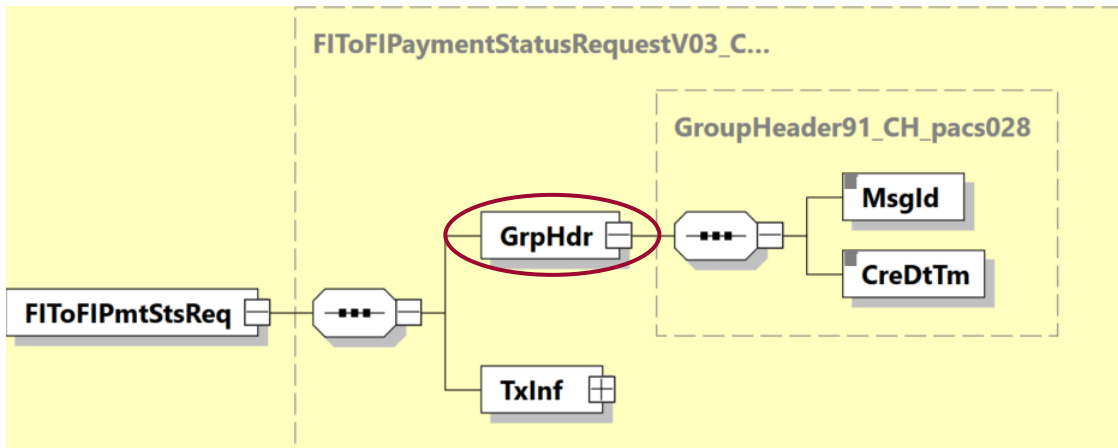 FIToFIPaymentStatusRequestV03_C...
GroupHeader91_CH_pacs028
MsgId
GrpHdr
CreDtTm
FIToFIPmtStsReq
TxInf